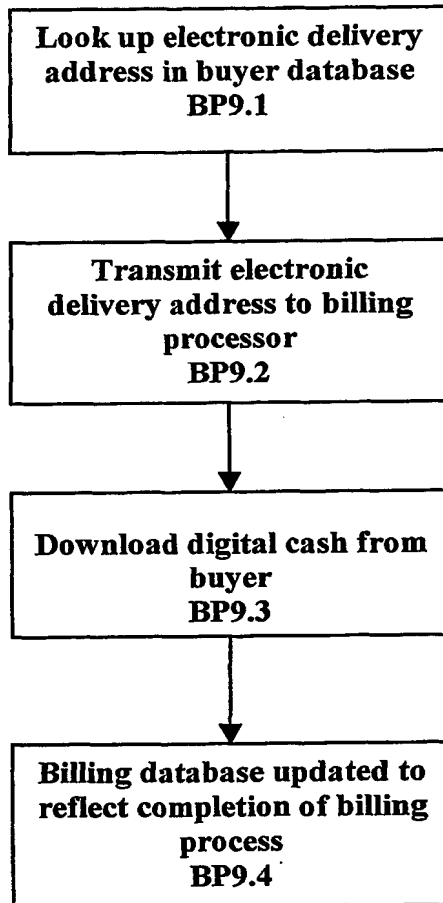 Look up electronic delivery
address in buyer database
BP9.1
Transmit electronic
delivery address to billing
processor
BP9.2
Download digital cash from
buyer
BP9.3
Billing database updated to
reflect completion of billing
process
BP9.4